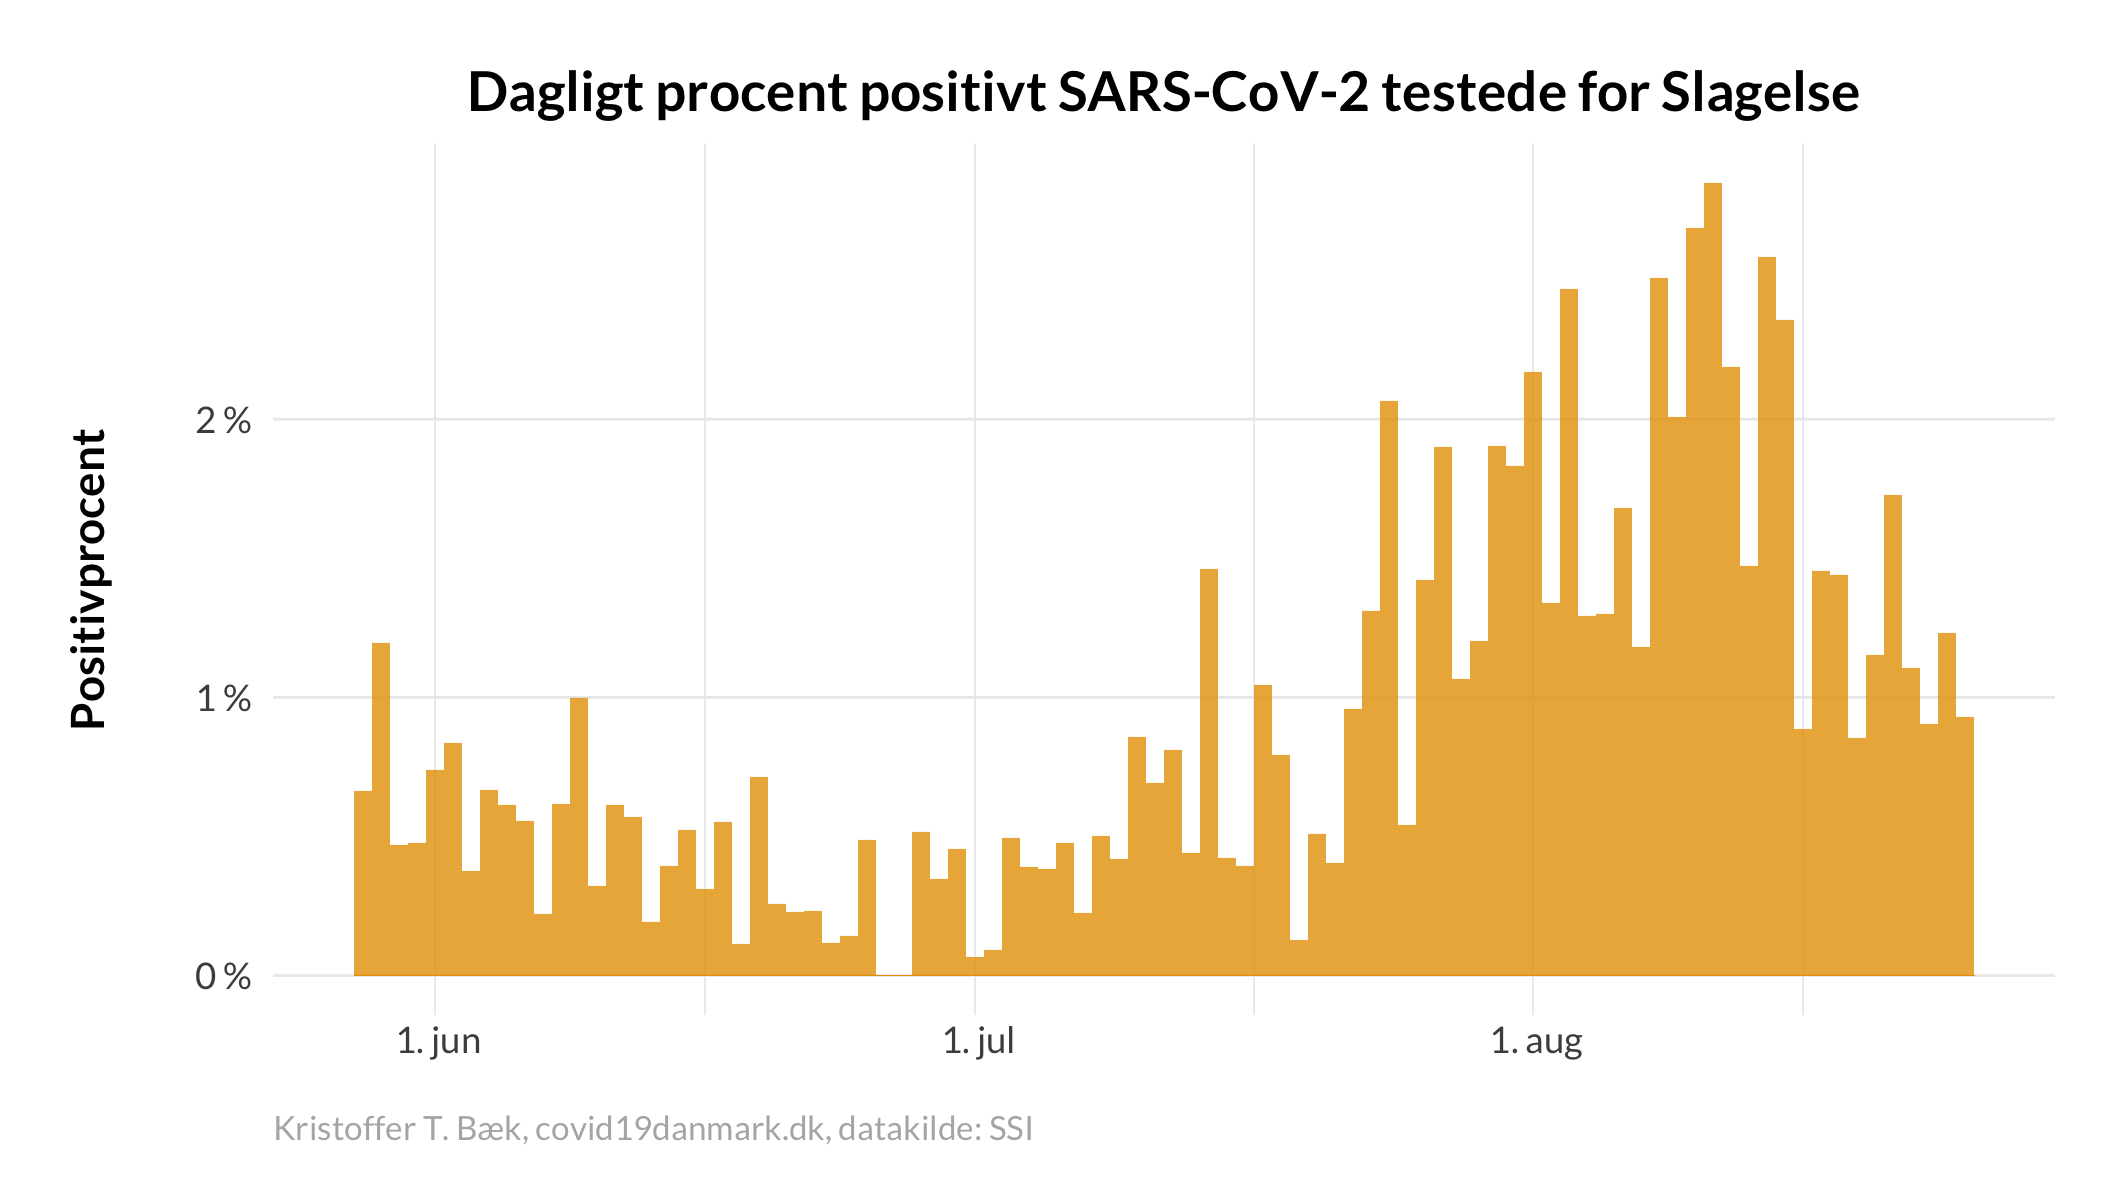 Dagligt procent positivt SARS-CoV-2 testede for Slagelse
Positivprocent
2 %
1 %
0 %
1. jun
1. jul
1. aug
Kristoffer T. Bæk, covid19danmark.dk, datakilde: SSI